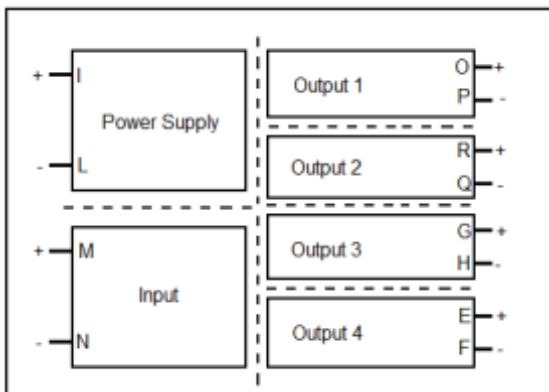 + I
Power Supply
- L
+ M
Input
- N
Output 1
O +
P -
Output 2
R +
Q -
Output 3
G +
H -
Output 4
E +
F -